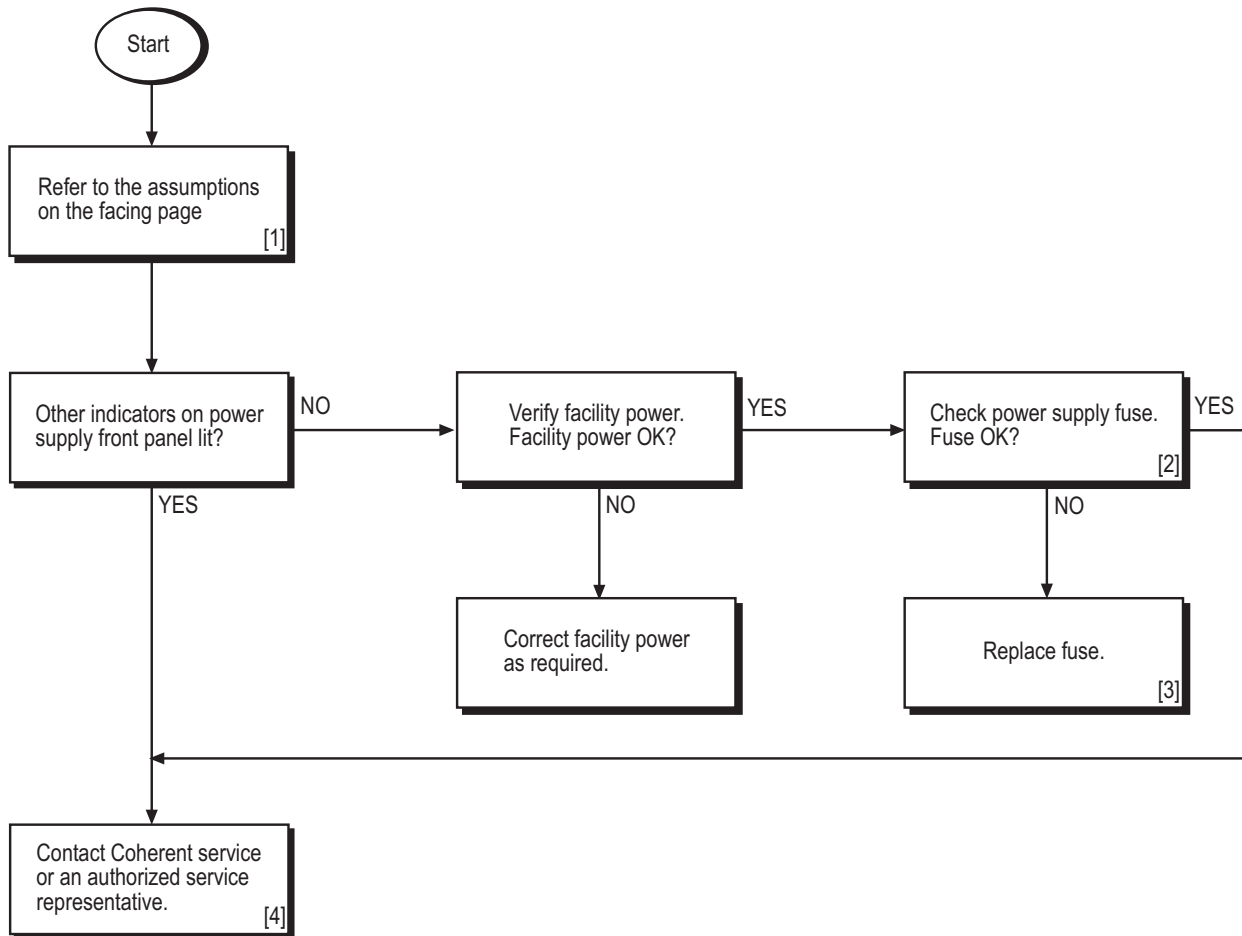 Start
Refer to the assumptions
on the facing page
[1]
Other indicators on power
supply front panel lit?
NO
Verify facility power.
Facility power OK?
YES
Check power supply fuse.
Fuse OK?
[2]
YES
YES
NO
NO
Correct facility power
as required.
Replace fuse.
[3]
Contact Coherent service
or an authorized service
representative.
[4]